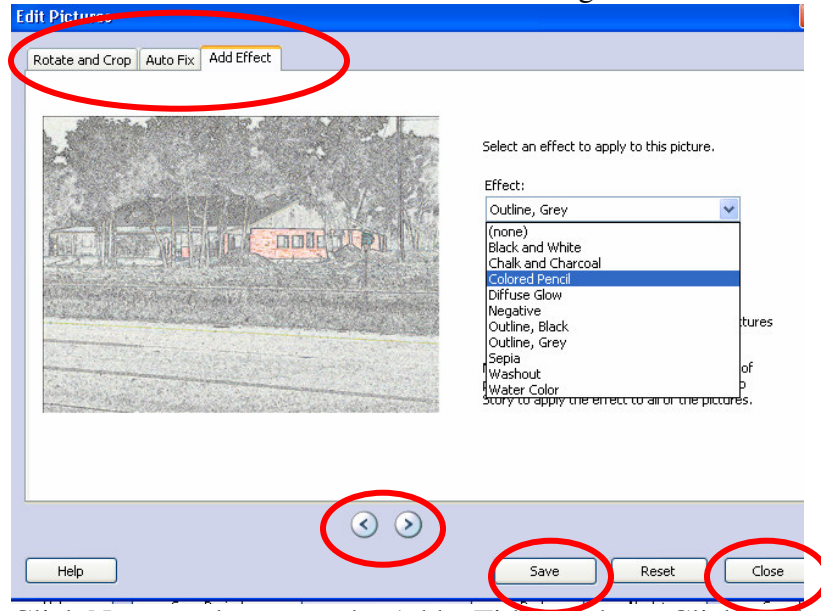 Edit Pictures
Rotate and Crop Auto Fix Add Effect
Select an effect to apply to this picture.
Effect:
Outline, Grey
(none)
Black and White
Chalk and Charcoal
Colored Pencil
Diffuse Glow
Negative
Outline, Black
Outline, Grey
Sepia
Washout
Water Color
of
Story to apply the effect to all of the pictures.
< >
Help Save Reset Close